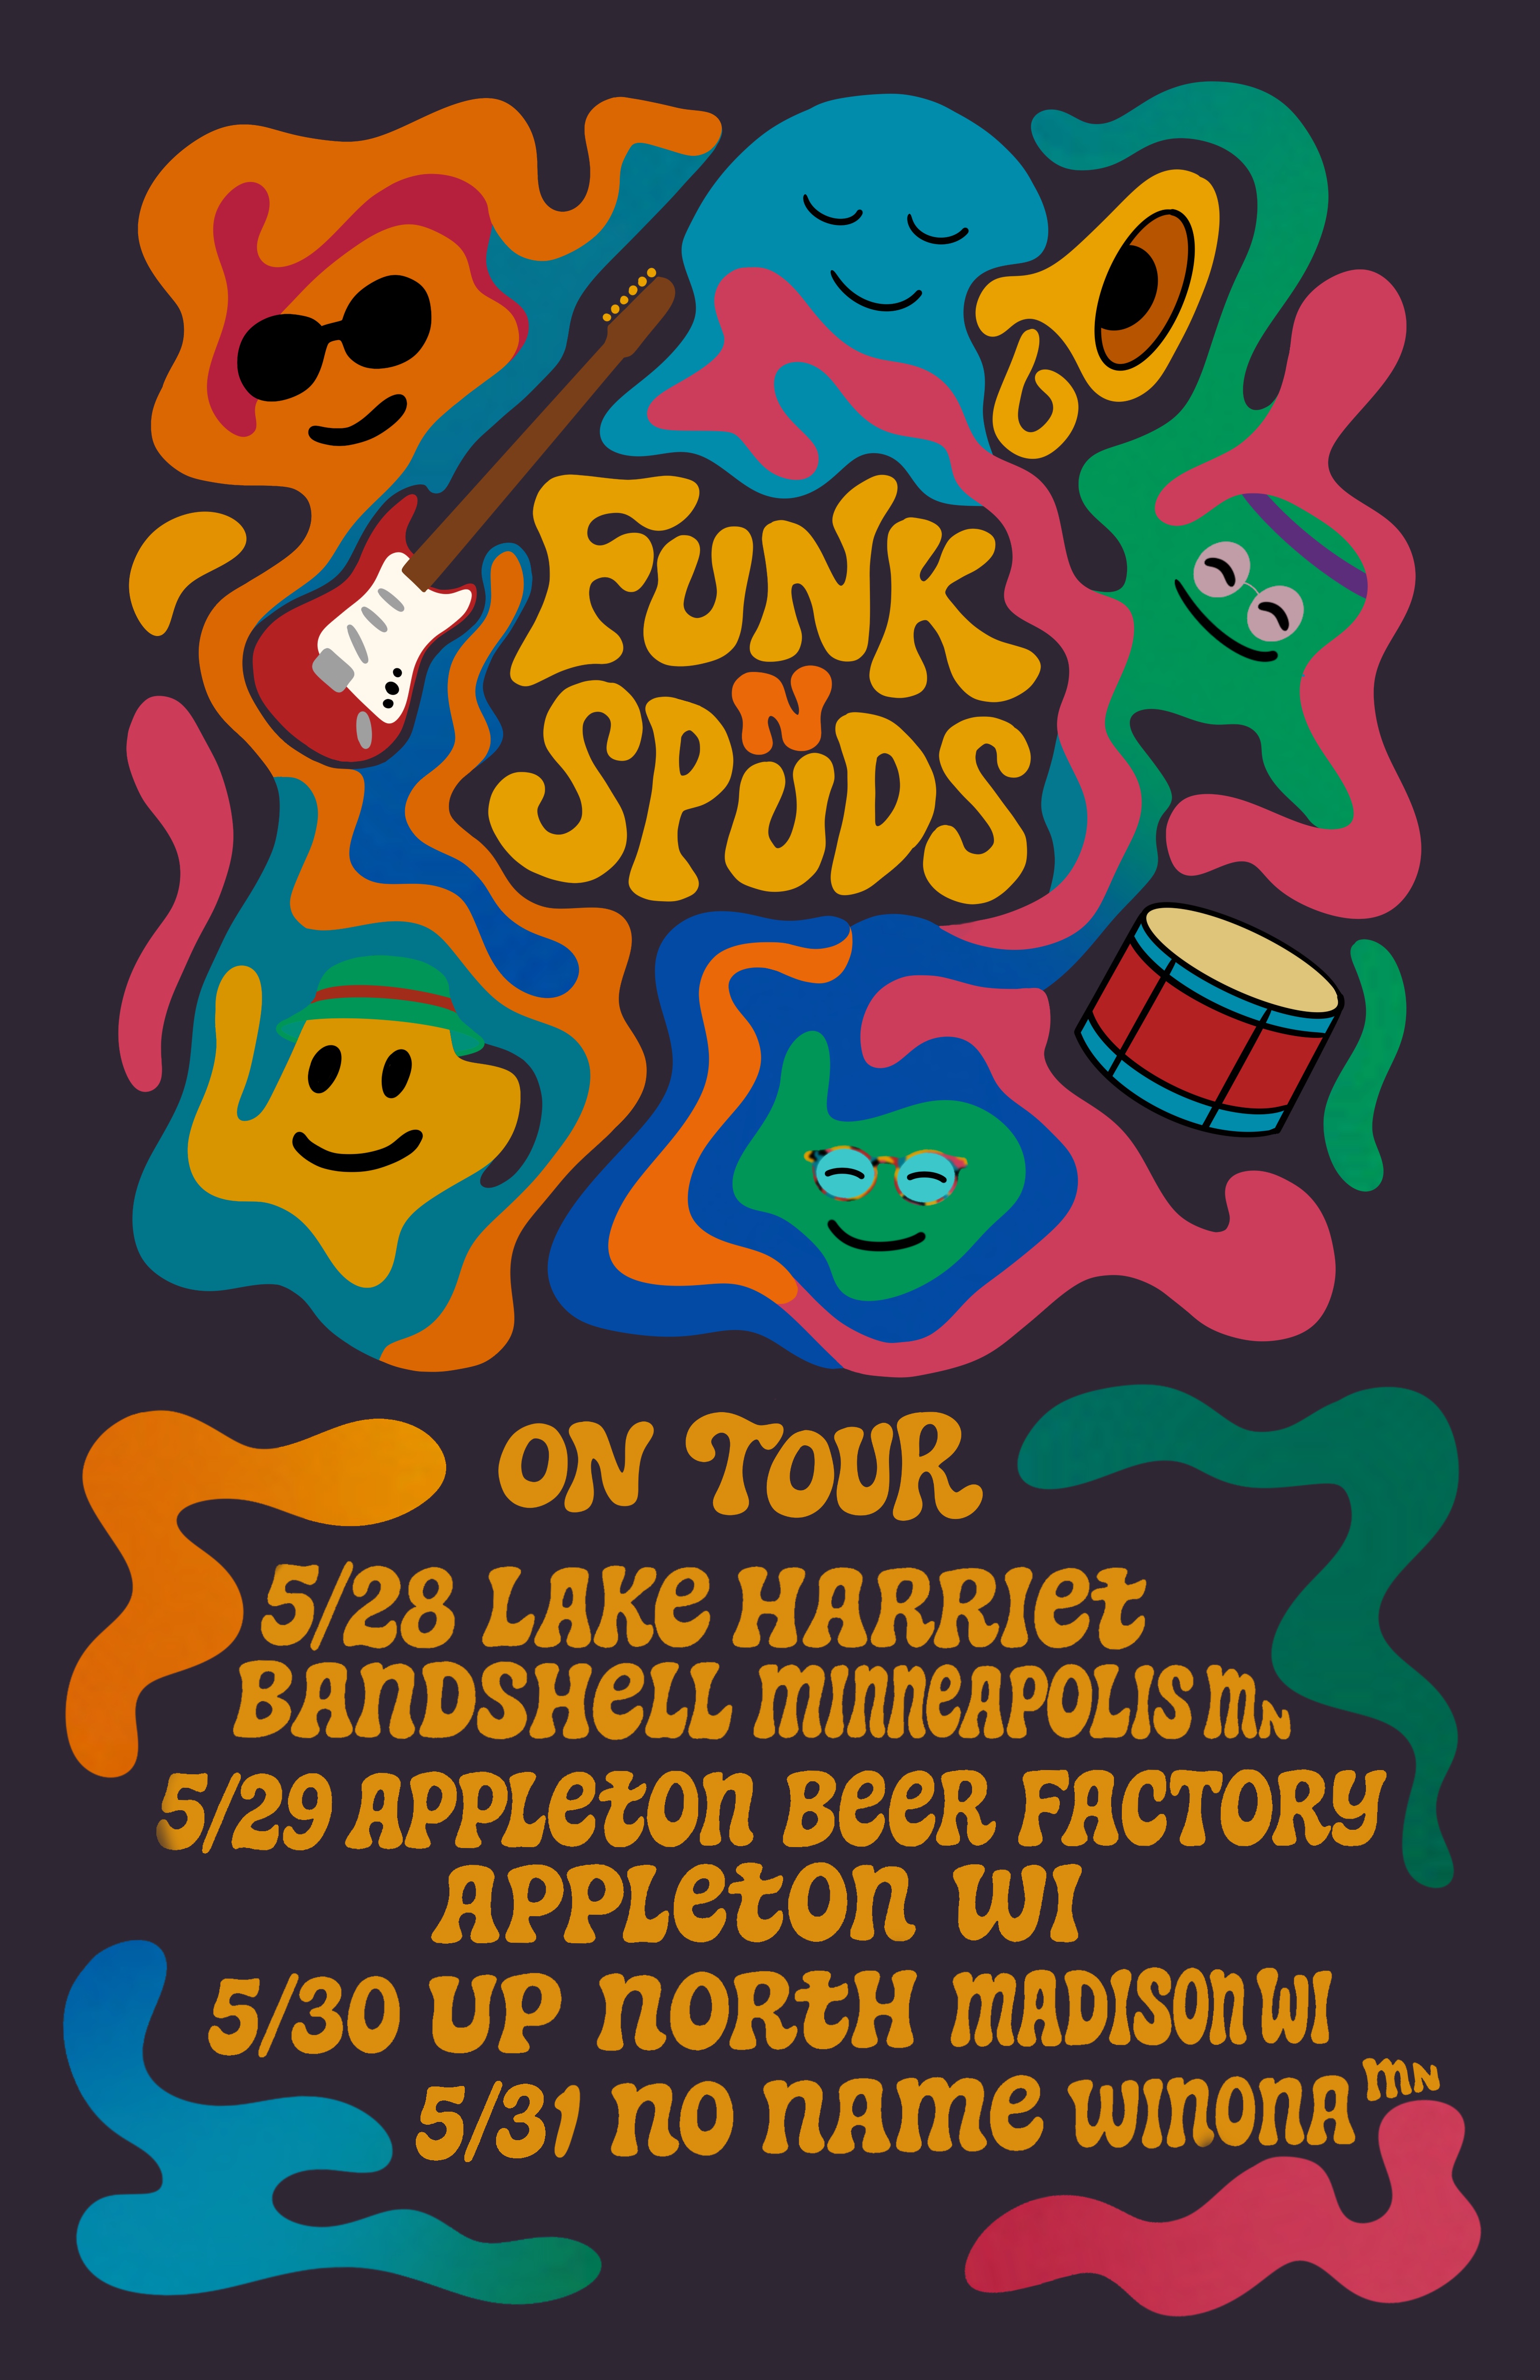 FUNK
N
SPUDS
ON TOUR
5/28 LAKE HARRIET
BANDSHELL MINNEAPOLIS MN
5/29 APPLETON BEER FACTORY
APPLETON WI
5/30 UP NORTH MADISON WI
5/31 NO NAME WINONA MN